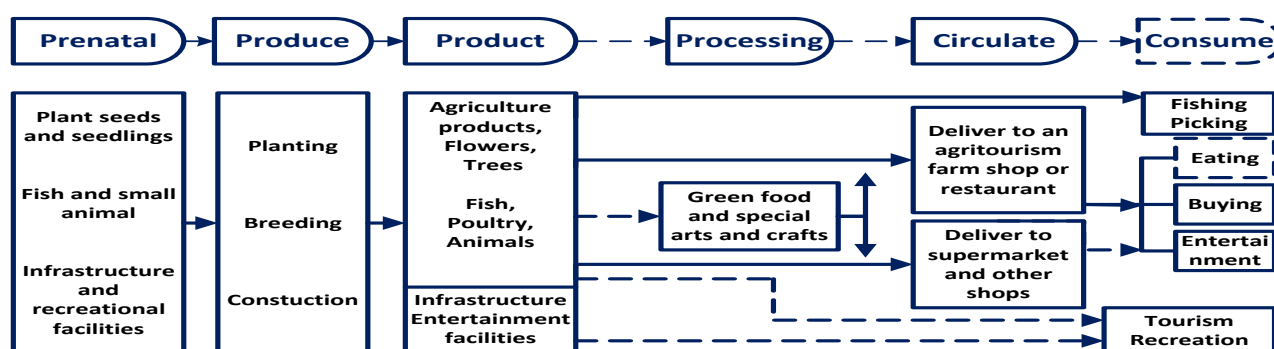 Prenatal
Produce
Product
Processing
Circulate
Consume
Plant seeds
and seedlings
Fish and small
animal
Infrastructure
and
recreational
facilities
Planting
Breeding
Constuction
Agriculture
products,
Flowers,
Trees
Fish,
Poultry,
Animals
Infrastructure
Entertainment
facilities
Green food
and special
arts and crafts
Deliver to an
agritourism
farm shop or
restaurant
Deliver to
supermarket
and other
shops
Fishing
Picking
Eating
Buying
Entertai
nment
Tourism
Recreation